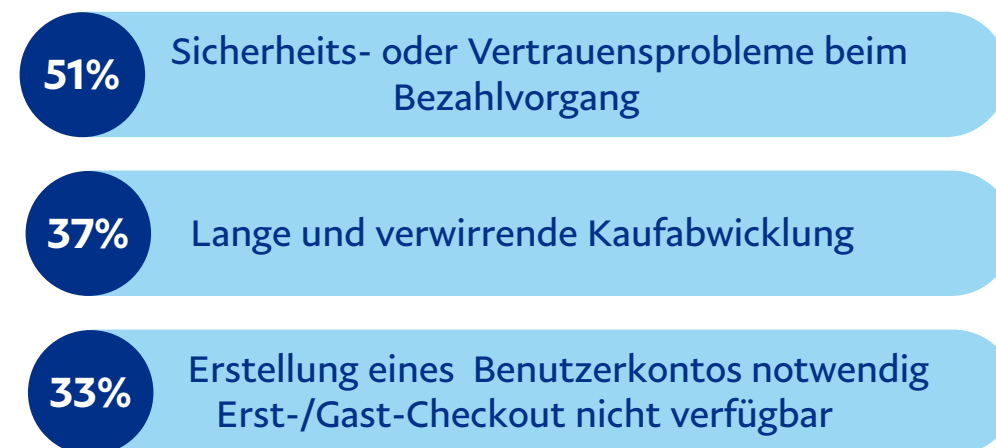 51%
Sicherheits- oder Vertrauensprobleme beim
Bezahlvorgang
37%
Lange und verwirrende Kaufabwicklung
33%
Erstellung eines Benutzerkontos notwendig
Erst-/Gast-Checkout nicht verfügbar